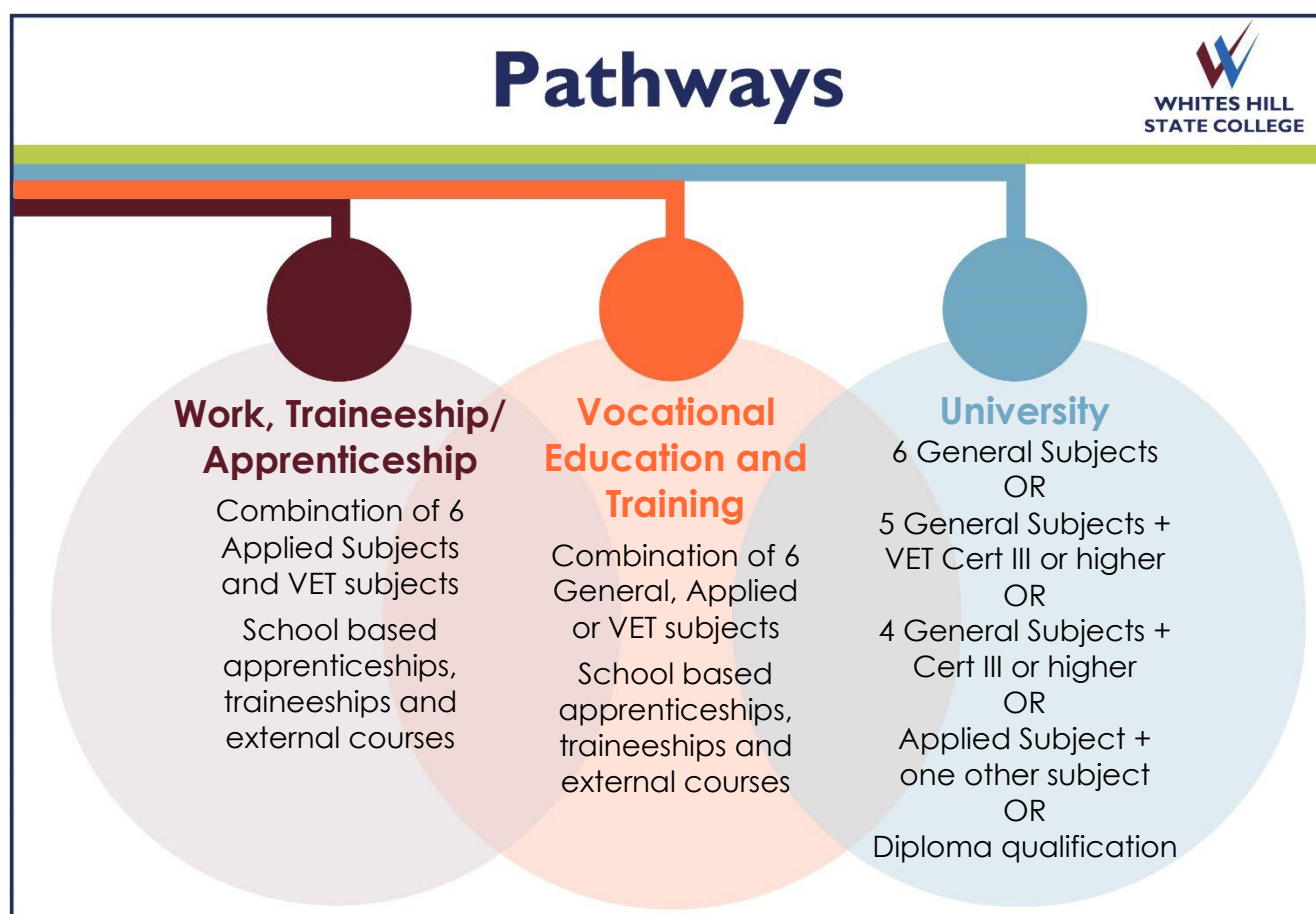 Pathways
WHITES HILL
STATE COLLEGE
Work, Traineeship/
Apprenticeship
Combination of 6
Applied Subjects
and VET subjects
School based
apprenticeships,
traineeships and
external courses
Vocational
Education and
Training
Combination of 6
General, Applied
or VET subjects
School based
apprenticeships,
traineeships and
external courses
University
6 General Subjects
OR
5 General Subjects +
VET Cert III or higher
OR
4 General Subjects +
Cert III or higher
OR
Applied Subject +
one other subject
OR
Diploma qualification